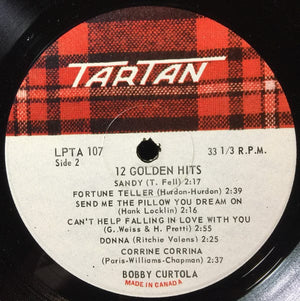 TARTAN
LPTA 107
33 1/3 R.P.M.
Side 2
12 GOLDEN HITS
SANDY (T. Fell) 2:17
FORTUNE TELLER (Hurdon-Hurdon) 2:39
SEND ME THE PILLOW YOU DREAM ON
(Hank Locklin) 2:16
CAN'T HELP FALLING IN LOVE WITH YOU
(G. Weiss & H. Pratti) 2:51
DONNA (Ritchie Valens) 2:25
CORRINE CORRINA
(Paris-Williams-Chapman) 2:37
BOBBY CURTOLA
MADE IN CANADA